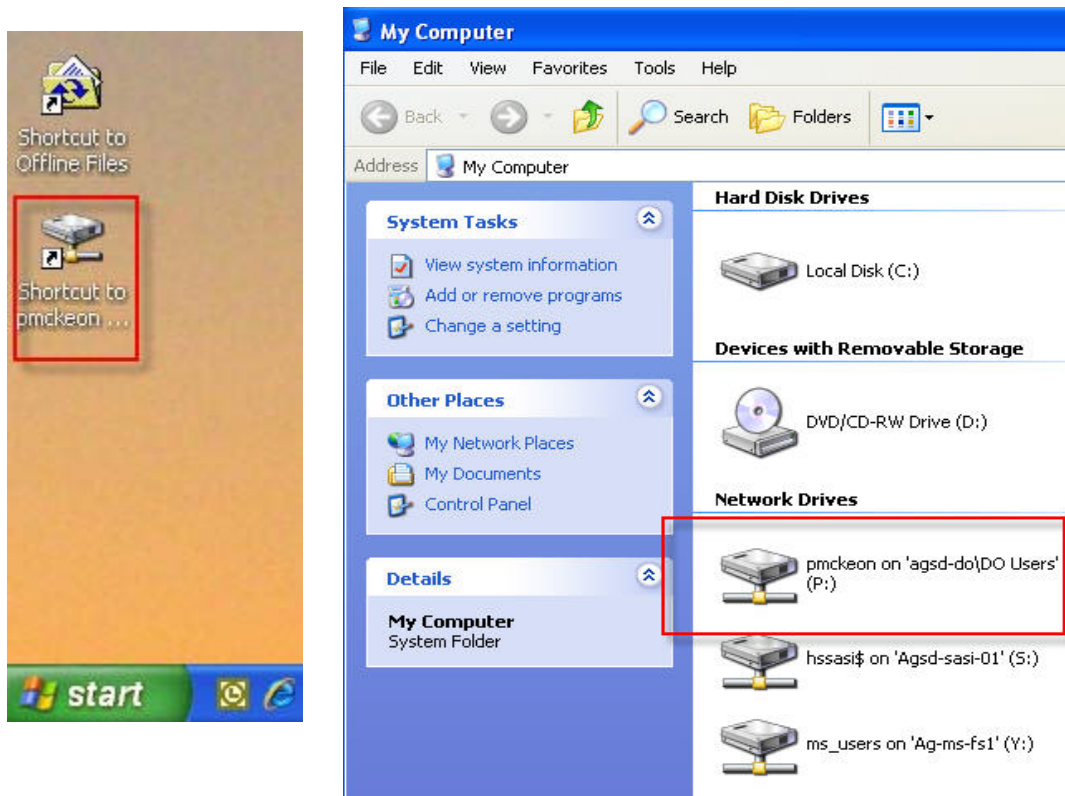 Shortcut to
Offline Files
Shortcut to
pmckeon ...
start
My Computer
File Edit View Favorites Tools Help
Back Search Folders
Address My Computer
System Tasks
View system information
Add or remove programs
Change a setting
Other Places
My Network Places
My Documents
Control Panel
Details
My Computer
System Folder
Hard Disk Drives
Local Disk (C:)
Devices with Removable Storage
DVD/CD-RW Drive (D:)
Network Drives
pmckeon on 'agsd-do\DO Users'
(P:)
hssasi$ on 'Agsd-sasi-01' (S:)
ms_users on 'Ag-ms-fs1' (Y:)